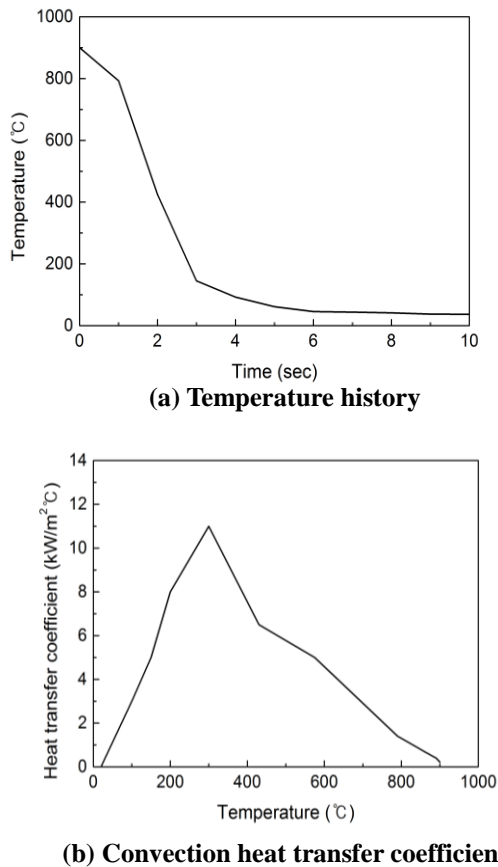 1000
800
600
400
200
0
Temperature (℃)
0 2 4 6 8 10
Time (sec)
(a) Temperature history
14
12
10
8
6
4
2
0
Heat transfer coefficient (kW/m²℃)
0 200 400 600 800 1000
Temperature (℃)
(b) Convection heat transfer coefficien